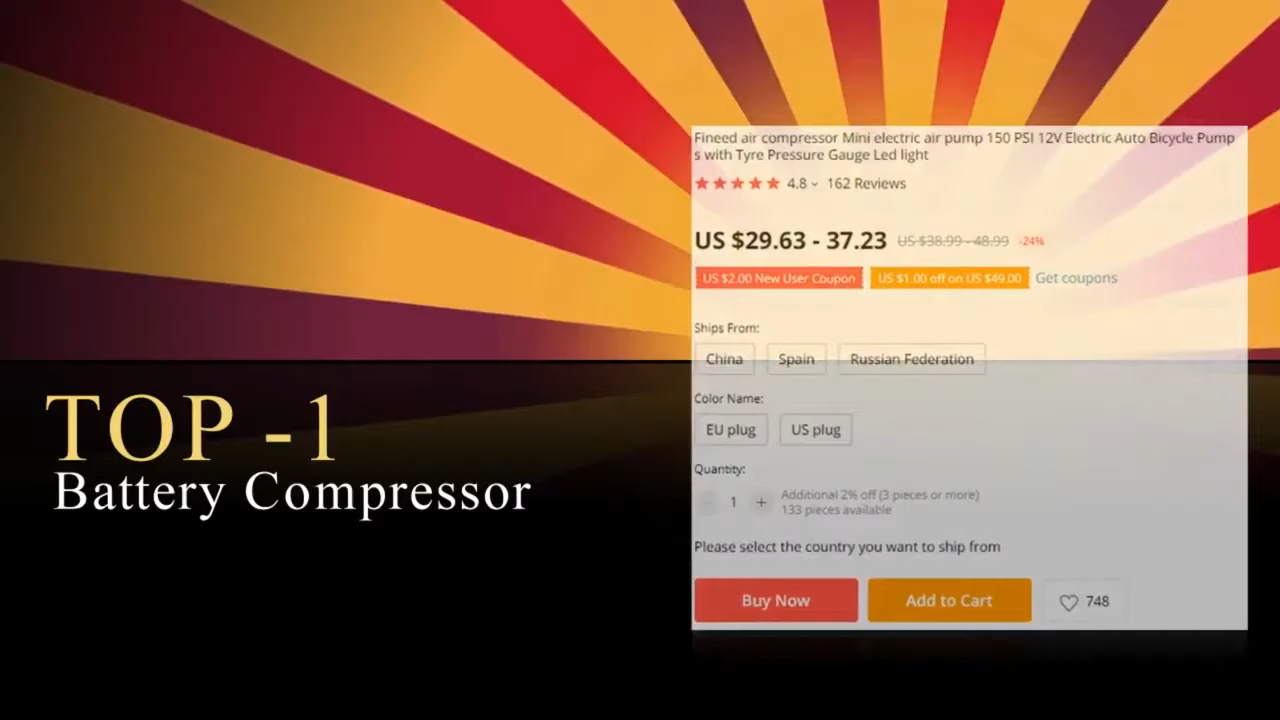 TOP -1
Battery Compressor
Fineed air compressor Mini electric air pump 150 PSI 12V Electric Auto Bicycle Pump
s with Tyre Pressure Gauge Led light
4.8 162 Reviews
US $29.63 - 37.23 US $38.99 - 48.99 -24%
US $2.00 New User Coupon US $1.00 off on US $49.00 Get coupons
Ships From:
China Spain Russian Federation
Color Name:
EU plug US plug
Quantity:
- 1 + Additional 2% off (3 pieces or more)
133 pieces available
Please select the country you want to ship from
Buy Now Add to Cart 748